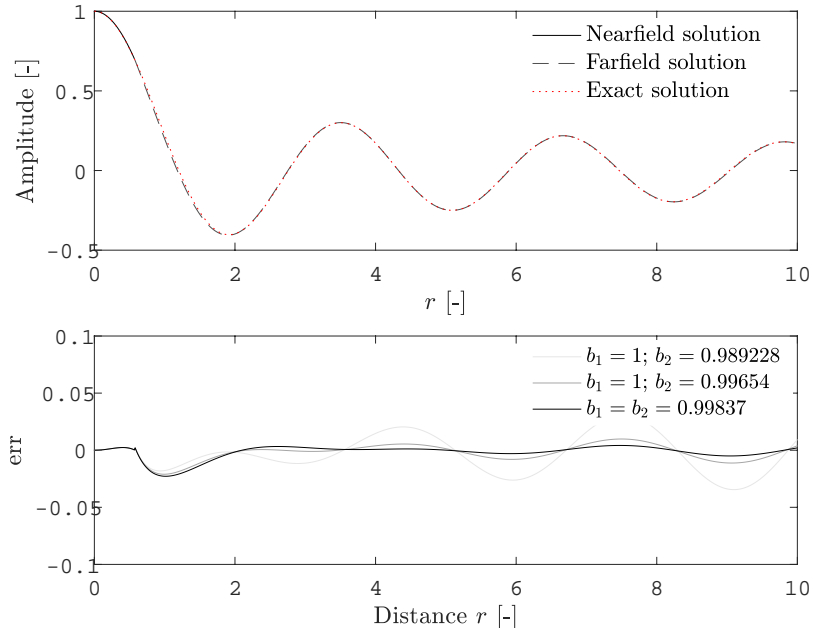 1
0.5
0
-0.5
Amplitude [-]
Nearfield solution
Farfield solution
Exact solution
0 2 4 6 8 10
r [-]
0.1
0.05
0
-0.05
-0.1
err
b₁ = 1; b₂ = 0.989228
b₁ = 1; b₂ = 0.99654
b₁ = b₂ = 0.99837
0 2 4 6 8 10
Distance r [-]